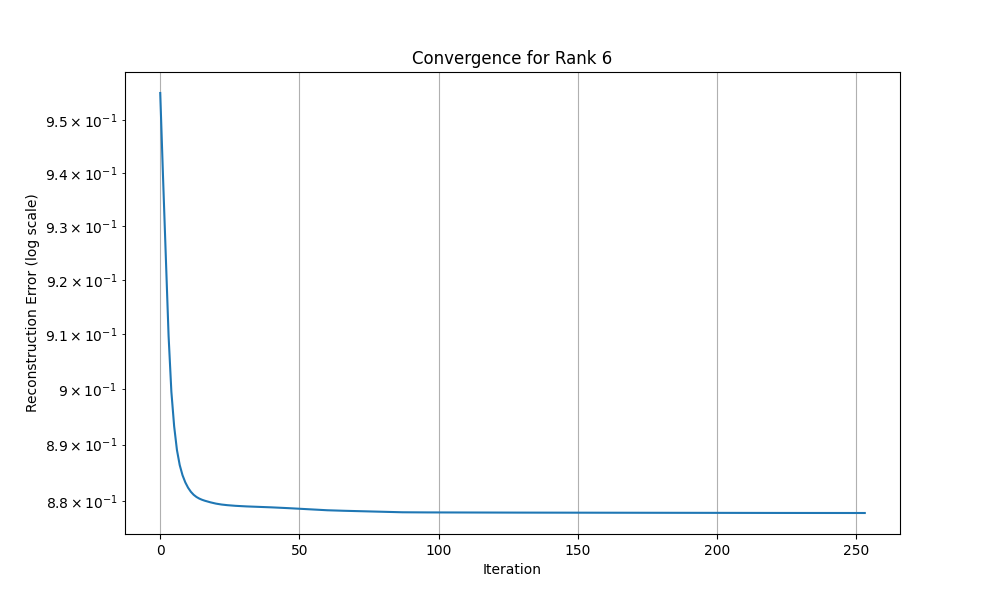 Convergence for Rank 6
Reconstruction Error (log scale)
9.5 × 10⁻¹
9.4 × 10⁻¹
9.3 × 10⁻¹
9.2 × 10⁻¹
9.1 × 10⁻¹
9 × 10⁻¹
8.9 × 10⁻¹
8.8 × 10⁻¹
0 50 100 150 200 250
Iteration